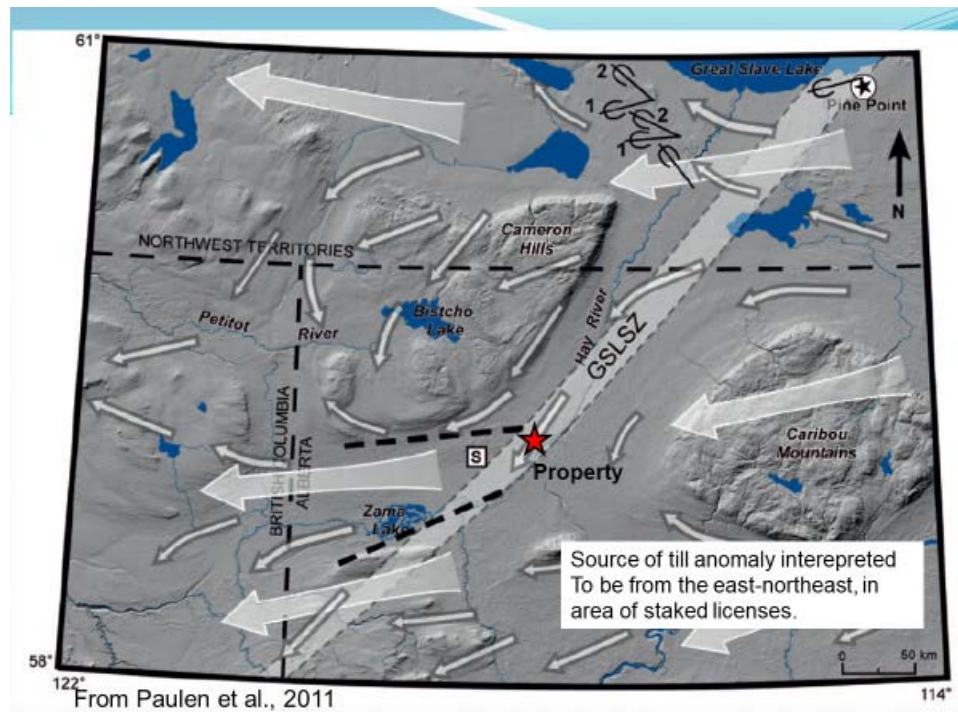 61°
2
Great Slave Lake
1
2
Pine Point
1
N
Cameron
Hills
NORTHWEST TERRITORIES
Bistcho
Lake
Hay River
Petitot
River
GSLSZ
BRITISH COLUMBIA
ALBERTA
Caribou
Mountains
S
Property
Zama
Lake
Source of till anomaly interepreted
To be from the east-northeast, in
area of staked licenses.
0 50 km
58°
122°
114°
From Paulen et al., 2011